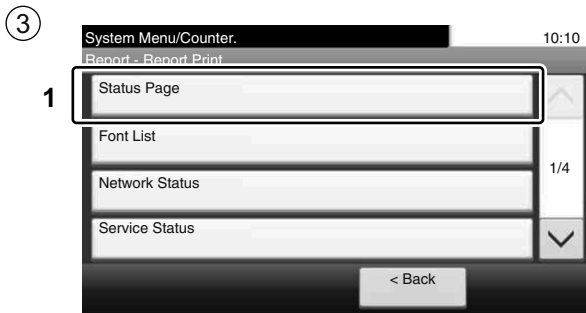 3
System Menu/Counter. 10:10
Report - Report Print
1
Status Page
Font List
1/4
Network Status
Service Status
< Back